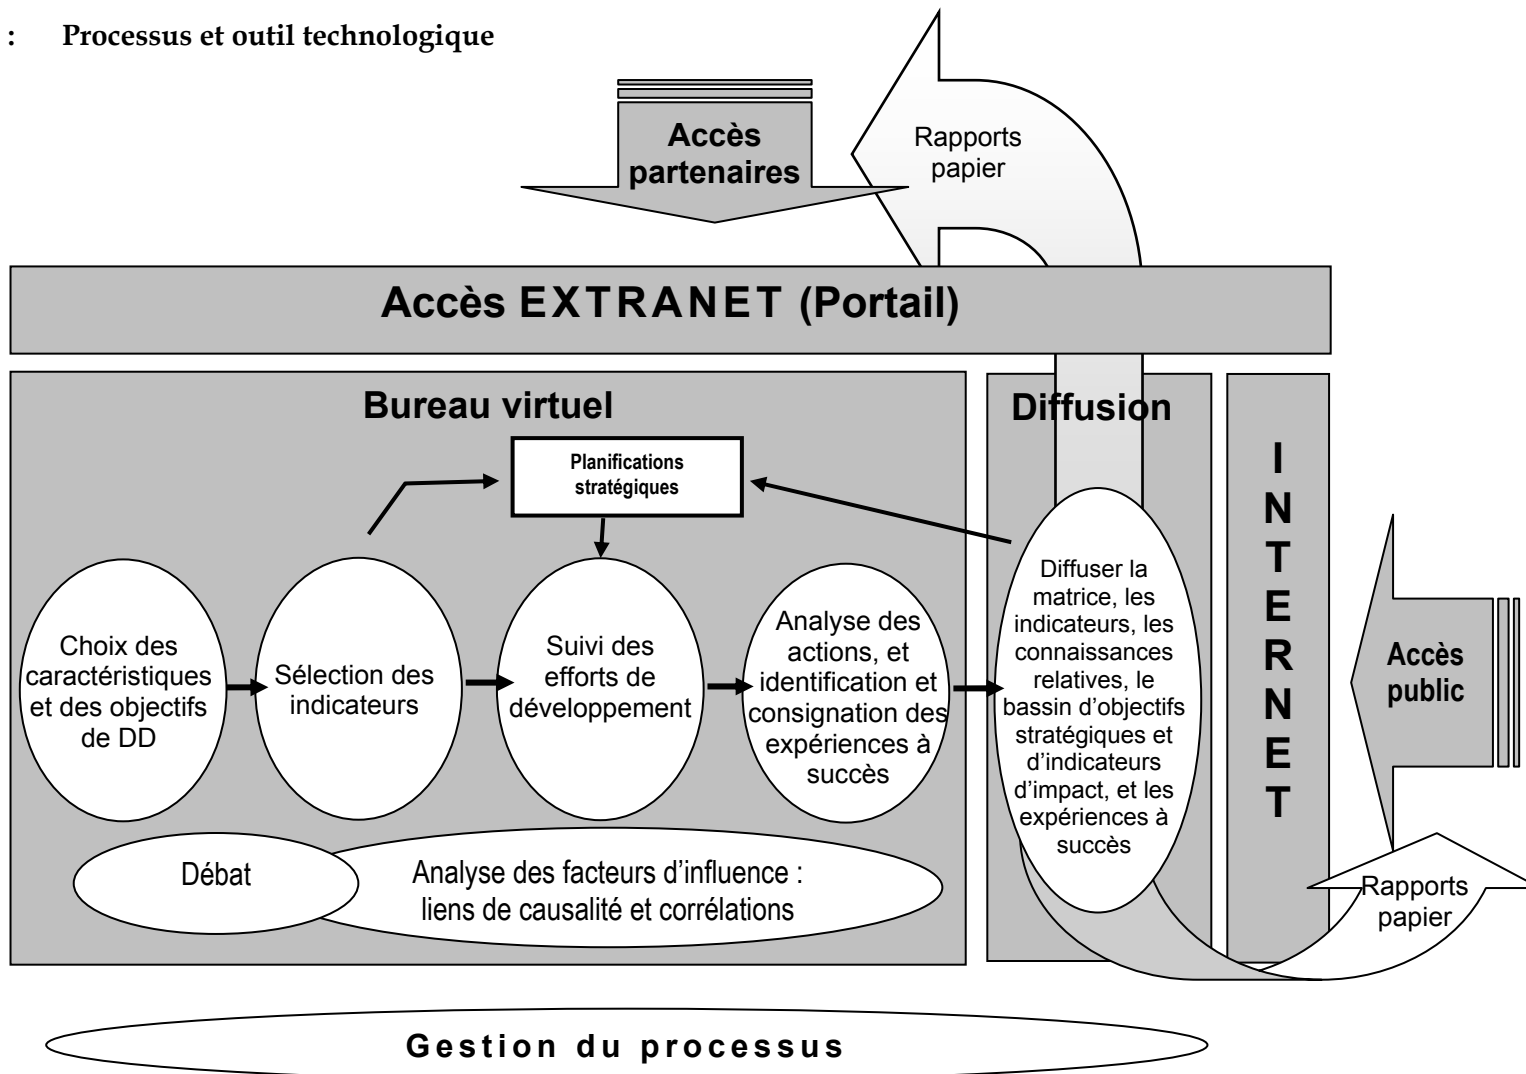 : Processus et outil technologique
Accès
partenaires
Rapports
papier
Accès EXTRANET (Portail)
Bureau virtuel
Diffusion
INTERNET
Planifications
stratégiques
Choix des
caractéristiques
et des objectifs
de DD
Sélection des
indicateurs
Suivi des
efforts de
développement
Analyse des
actions, et
identification et
consignation des
expériences à
succès
Diffuser la
matrice, les
indicateurs, les
connaissances
relatives, le
bassin d'objectifs
stratégiques et
d'indicateurs
d'impact, et les
expériences à
succès
Accès
public
Débat
Analyse des facteurs d'influence :
liens de causalité et corrélations
Rapports
papier
Gestion du processus